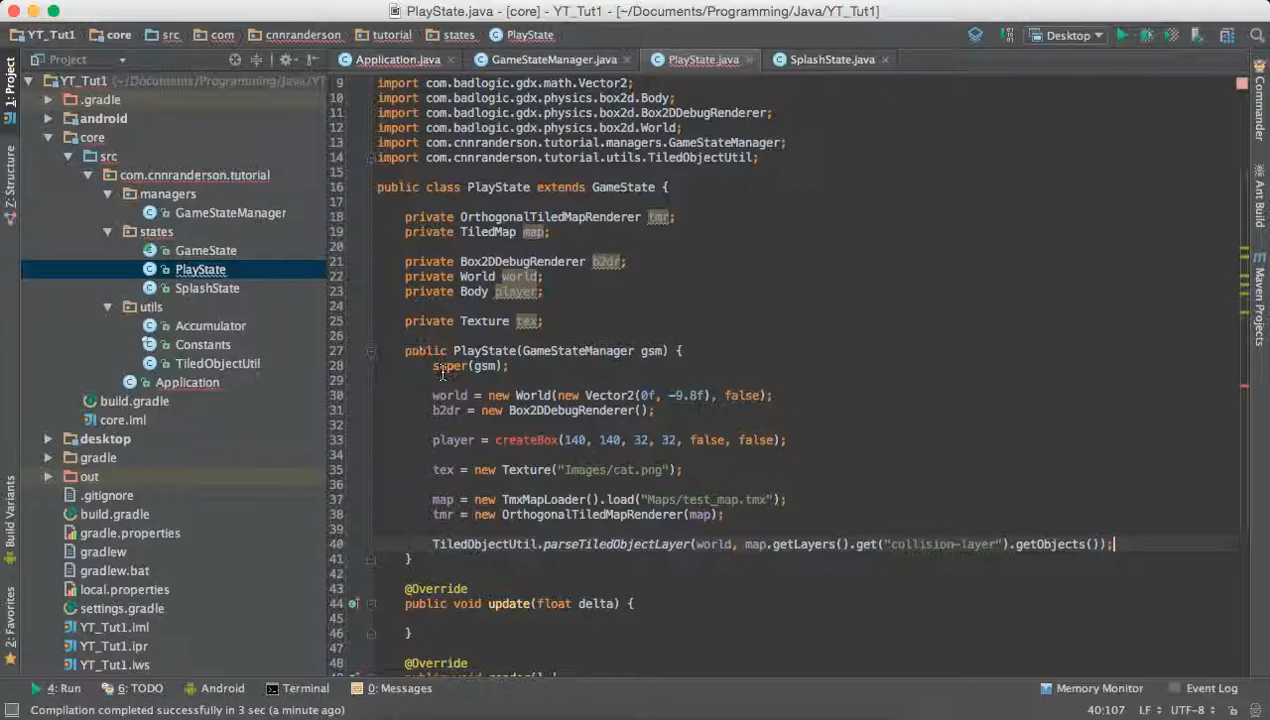 PlayState.java - [core] - YT_Tut1 - [~/Documents/Programming/Java/YT_Tut1]
YT_Tut1 core src com cnnranderson tutorial states PlayState Desktop
Project Application.java GameStateManager.java PlayState.java SplashState.java
1: Project
Z: Structure
Build Variants
2: Favorites
YT_Tut1 (~/Documents/Programming/Java/YT
.gradle
android
core
src
com.cnnranderson.tutorial
managers
GameStateManager
states
GameState
PlayState
SplashState
utils
Accumulator
Constants
TiledObjectUtil
Application
build.gradle
core.iml
desktop
gradle
out
.gitignore
build.gradle
gradle.properties
gradlew
gradlew.bat
local.properties
settings.gradle
YT_Tut1.iml
YT_Tut1.ipr
YT_Tut1.iws
9 import com.badlogic.gdx.math.Vector2;
10 import com.badlogic.gdx.physics.box2d.Body;
11 import com.badlogic.gdx.physics.box2d.Box2DDebugRenderer;
12 import com.badlogic.gdx.physics.box2d.World;
13 import com.cnnranderson.tutorial.managers.GameStateManager;
14 import com.cnnranderson.tutorial.utils.TiledObjectUtil;
15
16 public class PlayState extends GameState {
17
18 private OrthogonalTiledMapRenderer tmr;
19 private TiledMap map;
20
21 private Box2DDebugRenderer b2dr;
22 private World world;
23 private Body player;
24
25 private Texture tex;
26
27 public PlayState(GameStateManager gsm) {
28 super(gsm);
29
30 world = new World(new Vector2(0f, -9.8f), false);
31 b2dr = new Box2DDebugRenderer();
32
33 player = createBox(140, 140, 32, 32, false, false);
34
35 tex = new Texture("Images/cat.png");
36
37 map = new TmxMapLoader().load("Maps/test_map.tmx");
38 tmr = new OrthogonalTiledMapRenderer(map);
39
40 TiledObjectUtil.parseTiledObjectLayer(world, map.getLayers().get("collision-layer").getObjects());
41 }
42
43 @Override
44 public void update(float delta) {
45
46 }
47
48 @Override
Commander
Ant Build
Maven Projects
4: Run 6: TODO Android Terminal 0: Messages Memory Monitor Event Log
Compilation completed successfully in 3 sec (a minute ago) 40:107 LF UTF-8